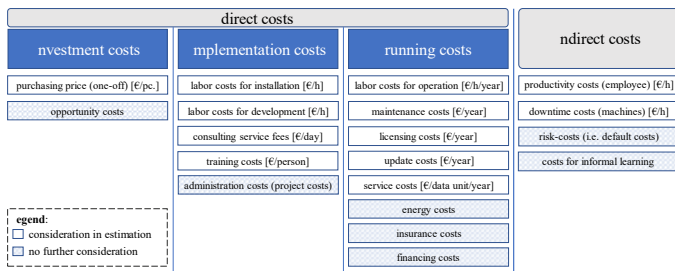 direct costs
nvestment costs
mplementation costs
running costs
ndirect costs
purchasing price (one-off) [€/pc.]
opportunity costs
labor costs for installation [€/h]
labor costs for development [€/h]
consulting service fees [€/day]
training costs [€/person]
administration costs (project costs)
labor costs for operation [€/h/year]
maintenance costs [€/year]
licensing costs [€/year]
update costs [€/year]
service costs [€/data unit/year]
energy costs
insurance costs
financing costs
productivity costs (employee) [€/h]
downtime costs (machines) [€/h]
risk-costs (i.e. default costs)
costs for informal learning
egend:
consideration in estimation
no further consideration